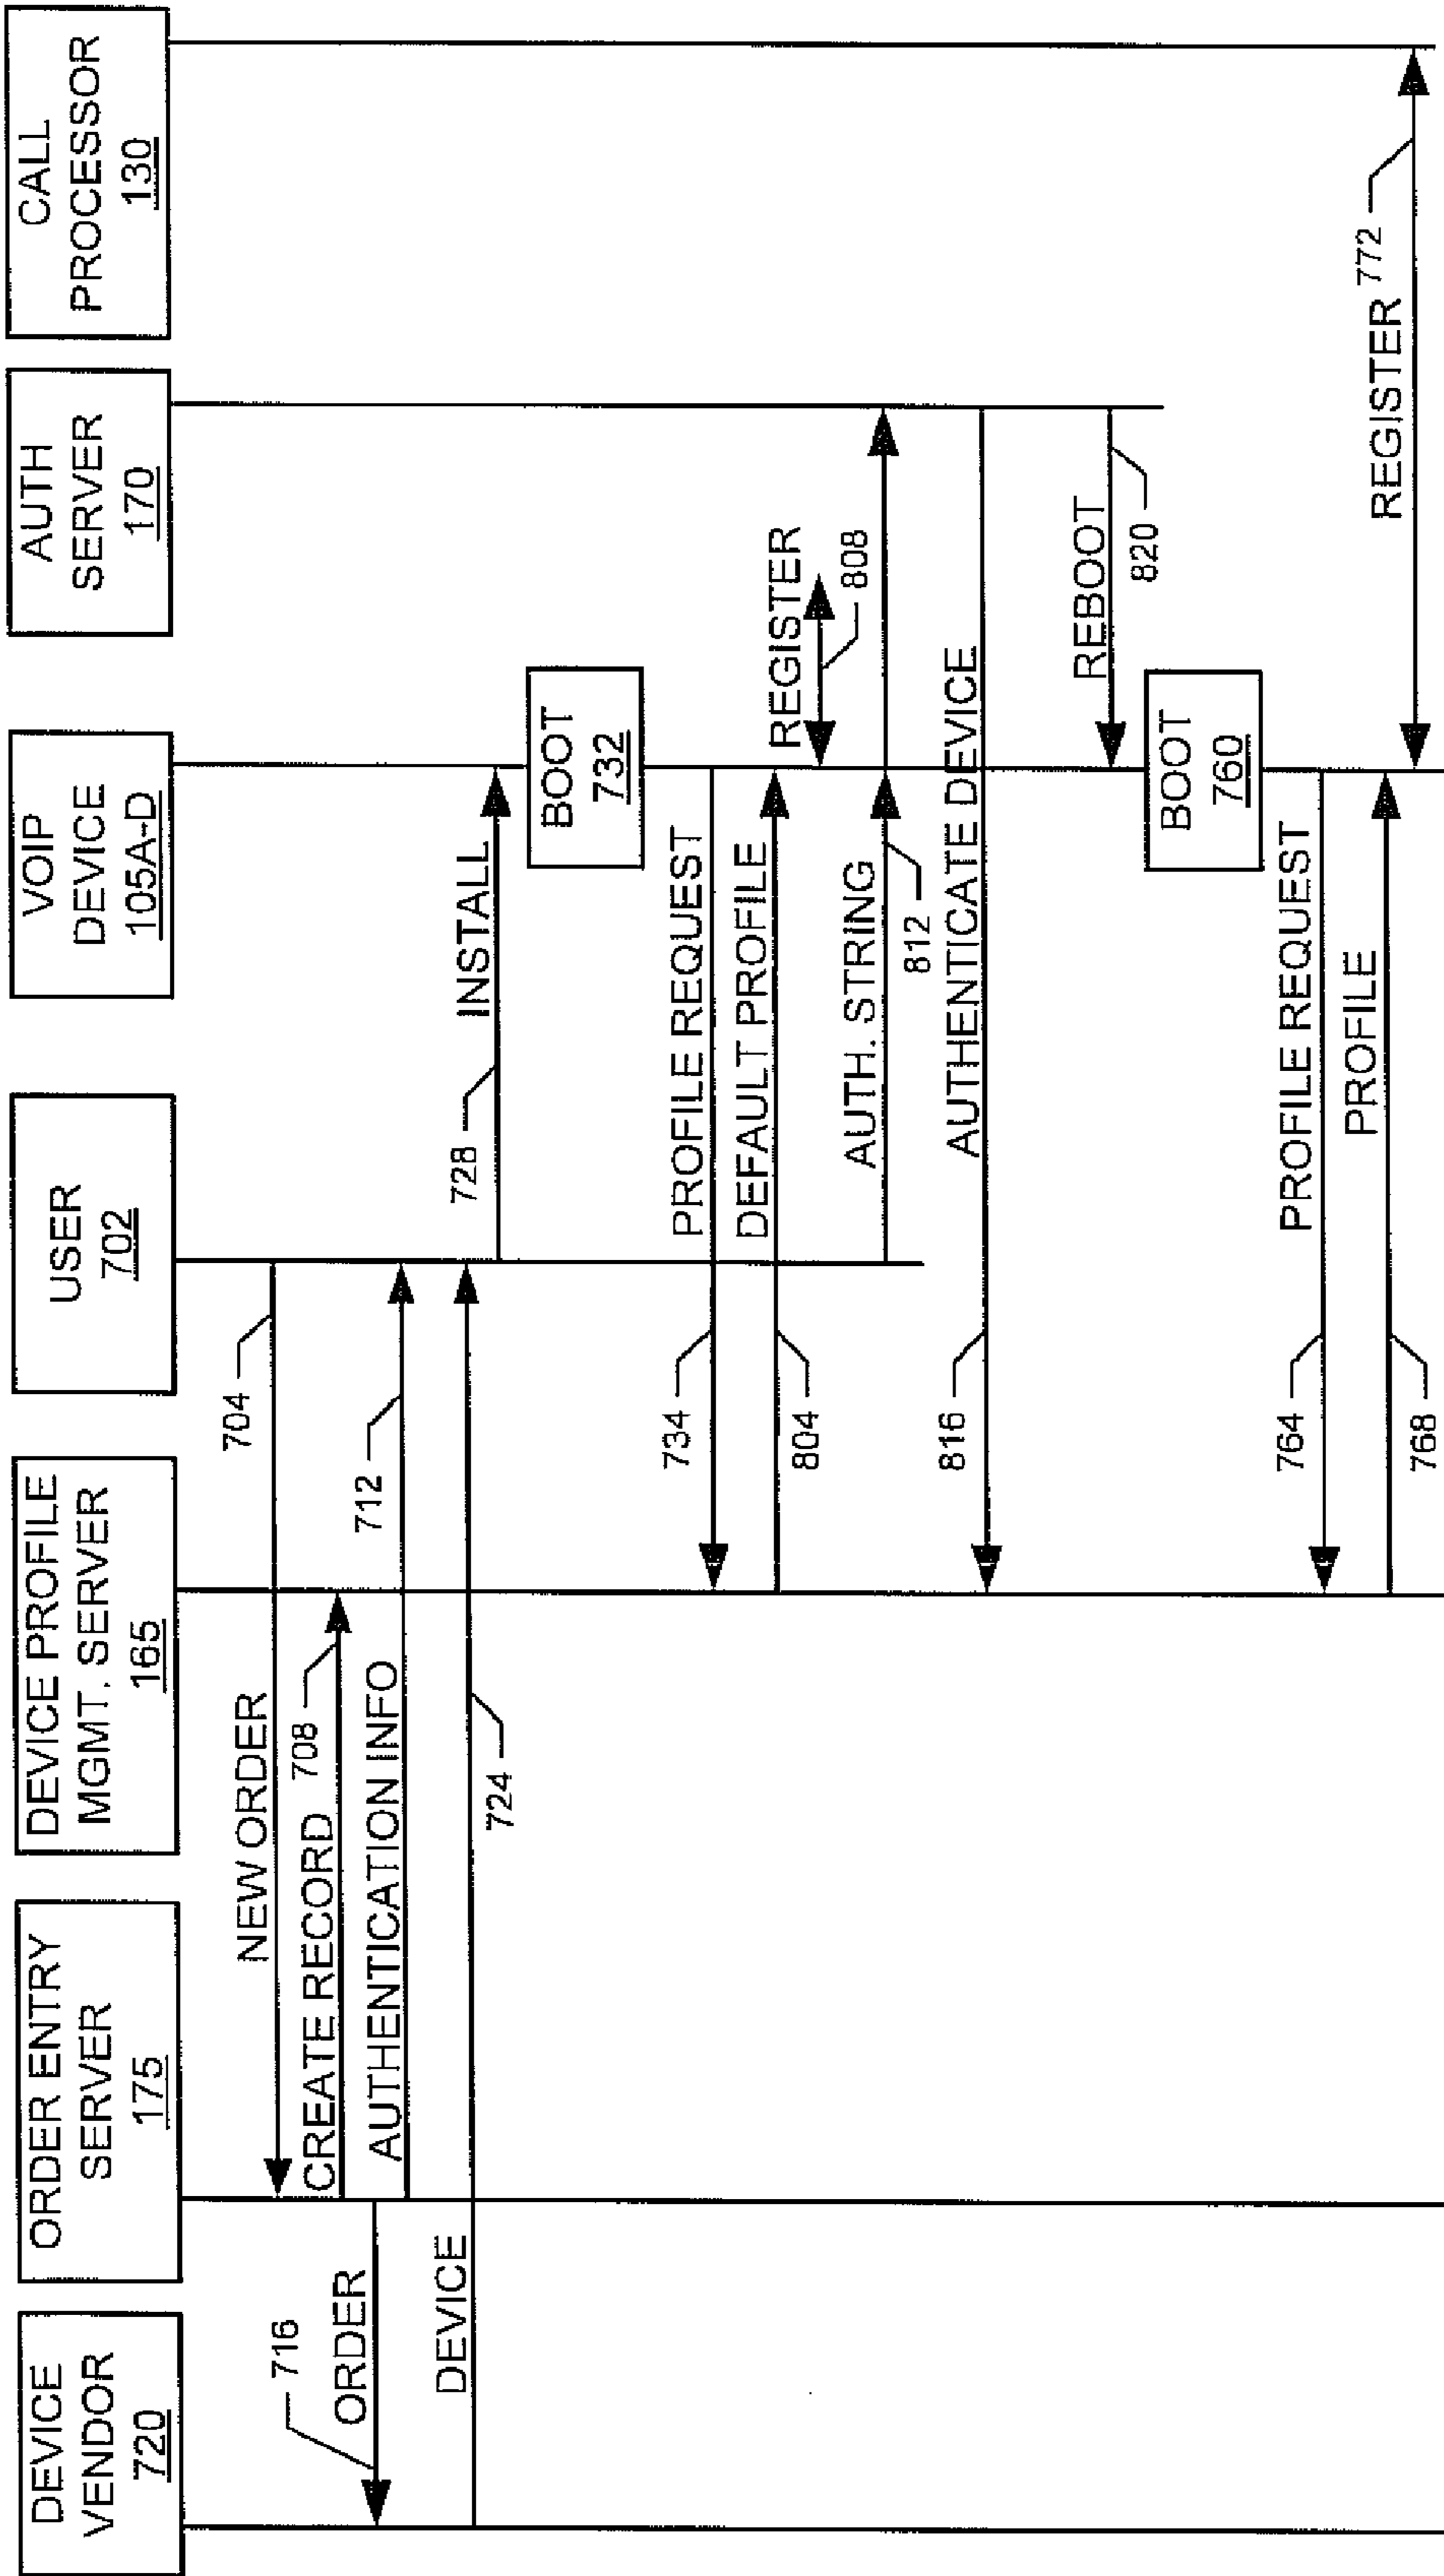 DEVICE
VENDOR
720
ORDER ENTRY
SERVER
175
DEVICE PROFILE
MGMT. SERVER
165
USER
702
VOIP
DEVICE
105A-D
AUTH
SERVER
170
CALL
PROCESSOR
130
704
NEW ORDER
CREATE RECORD 708
716
ORDER
712
AUTHENTICATION INFO
DEVICE
724
728
INSTALL
BOOT
732
PROFILE REQUEST
734
DEFAULT PROFILE
804
REGISTER
808
AUTH. STRING
812
AUTHENTICATE DEVICE
816
REBOOT
820
BOOT
760
PROFILE REQUEST
764
PROFILE
768
REGISTER 772